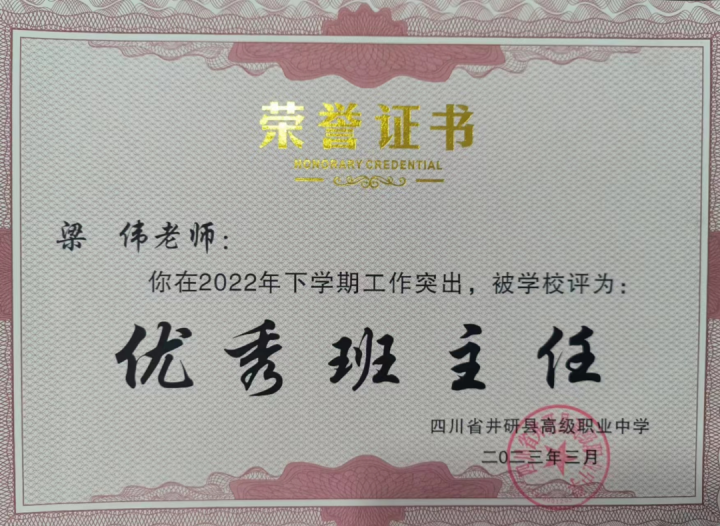 荣誉证书
HONORARY CREDENTIAL
梁 伟老师：
你在2022年下学期工作突出，被学校评为：
优秀班主任
四川省井研县高级职业中学
二〇二三年三月